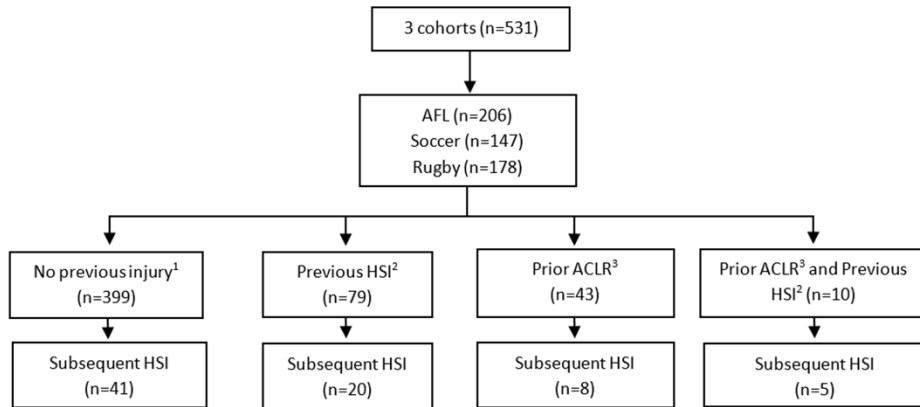 3 cohorts (n=531)
AFL (n=206)
Soccer (n=147)
Rugby (n=178)
No previous injury¹
(n=399)
Previous HSI²
(n=79)
Prior ACLR³
(n=43)
Prior ACLR³ and Previous
HSI² (n=10)
Subsequent HSI
(n=41)
Subsequent HSI
(n=20)
Subsequent HSI
(n=8)
Subsequent HSI
(n=5)